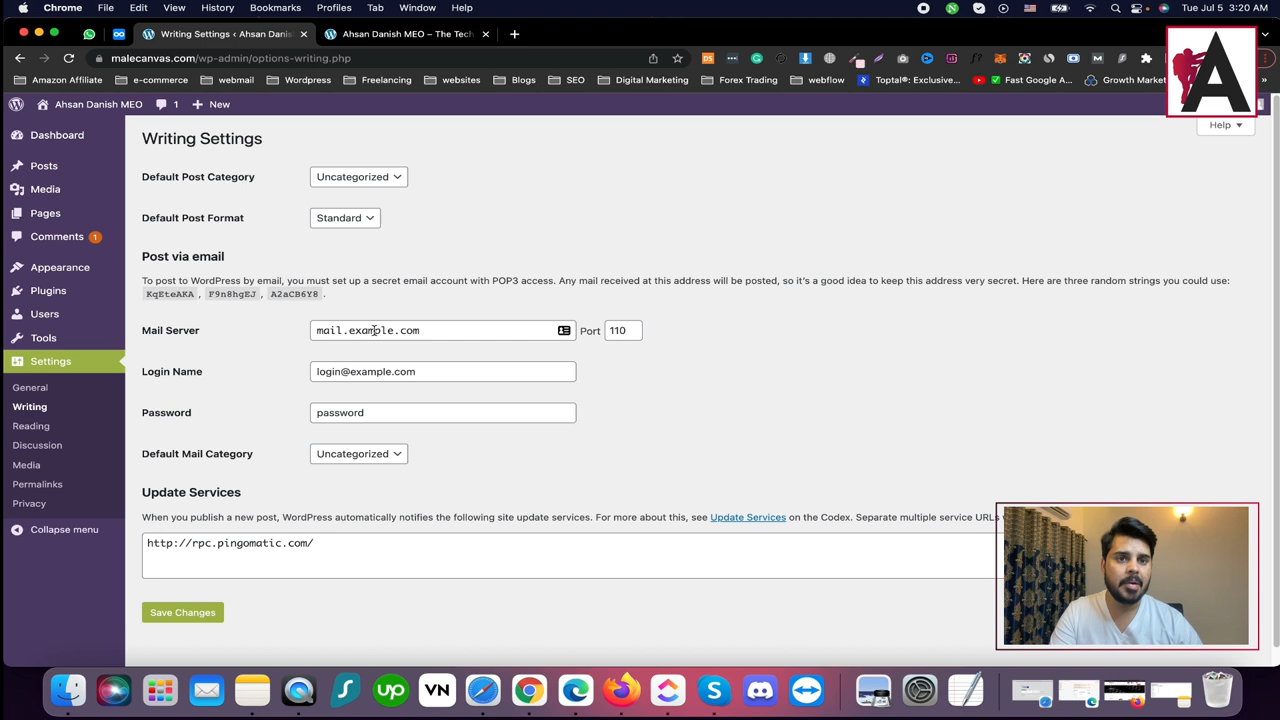 Chrome File Edit View History Bookmarks Profiles Tab Window Help Tue Jul 5 3:20 AM
Writing Settings ‹ Ahsan Danis Ahsan Danish MEO – The Tech
malecanvas.com/wp-admin/options-writing.php
Amazon Affiliate e-commerce webmail Wordpress Freelancing websites Blogs SEO Digital Marketing Forex Trading webflow Toptal®: Exclusive... Fast Google A... Growth Market
A
Ahsan Danish MEO 1 New
Help
Dashboard
Posts
Media
Pages
Comments 1
Appearance
Plugins
Users
Tools
Settings
General
Writing
Reading
Discussion
Media
Permalinks
Privacy
Collapse menu
Writing Settings
Default Post Category Uncategorized
Default Post Format Standard
Post via email
To post to WordPress by email, you must set up a secret email account with POP3 access. Any mail received at this address will be posted, so it's a good idea to keep this address very secret. Here are three random strings you could use:
KqEteAKA , F9n8hgEJ , A2aCB6Y8 .
Mail Server mail.example.com Port 110
Login Name login@example.com
Password password
Default Mail Category Uncategorized
Update Services
When you publish a new post, WordPress automatically notifies the following site update services. For more about this, see Update Services on the Codex. Separate multiple service URLs
http://rpc.pingomatic.com/
Save Changes
up VN